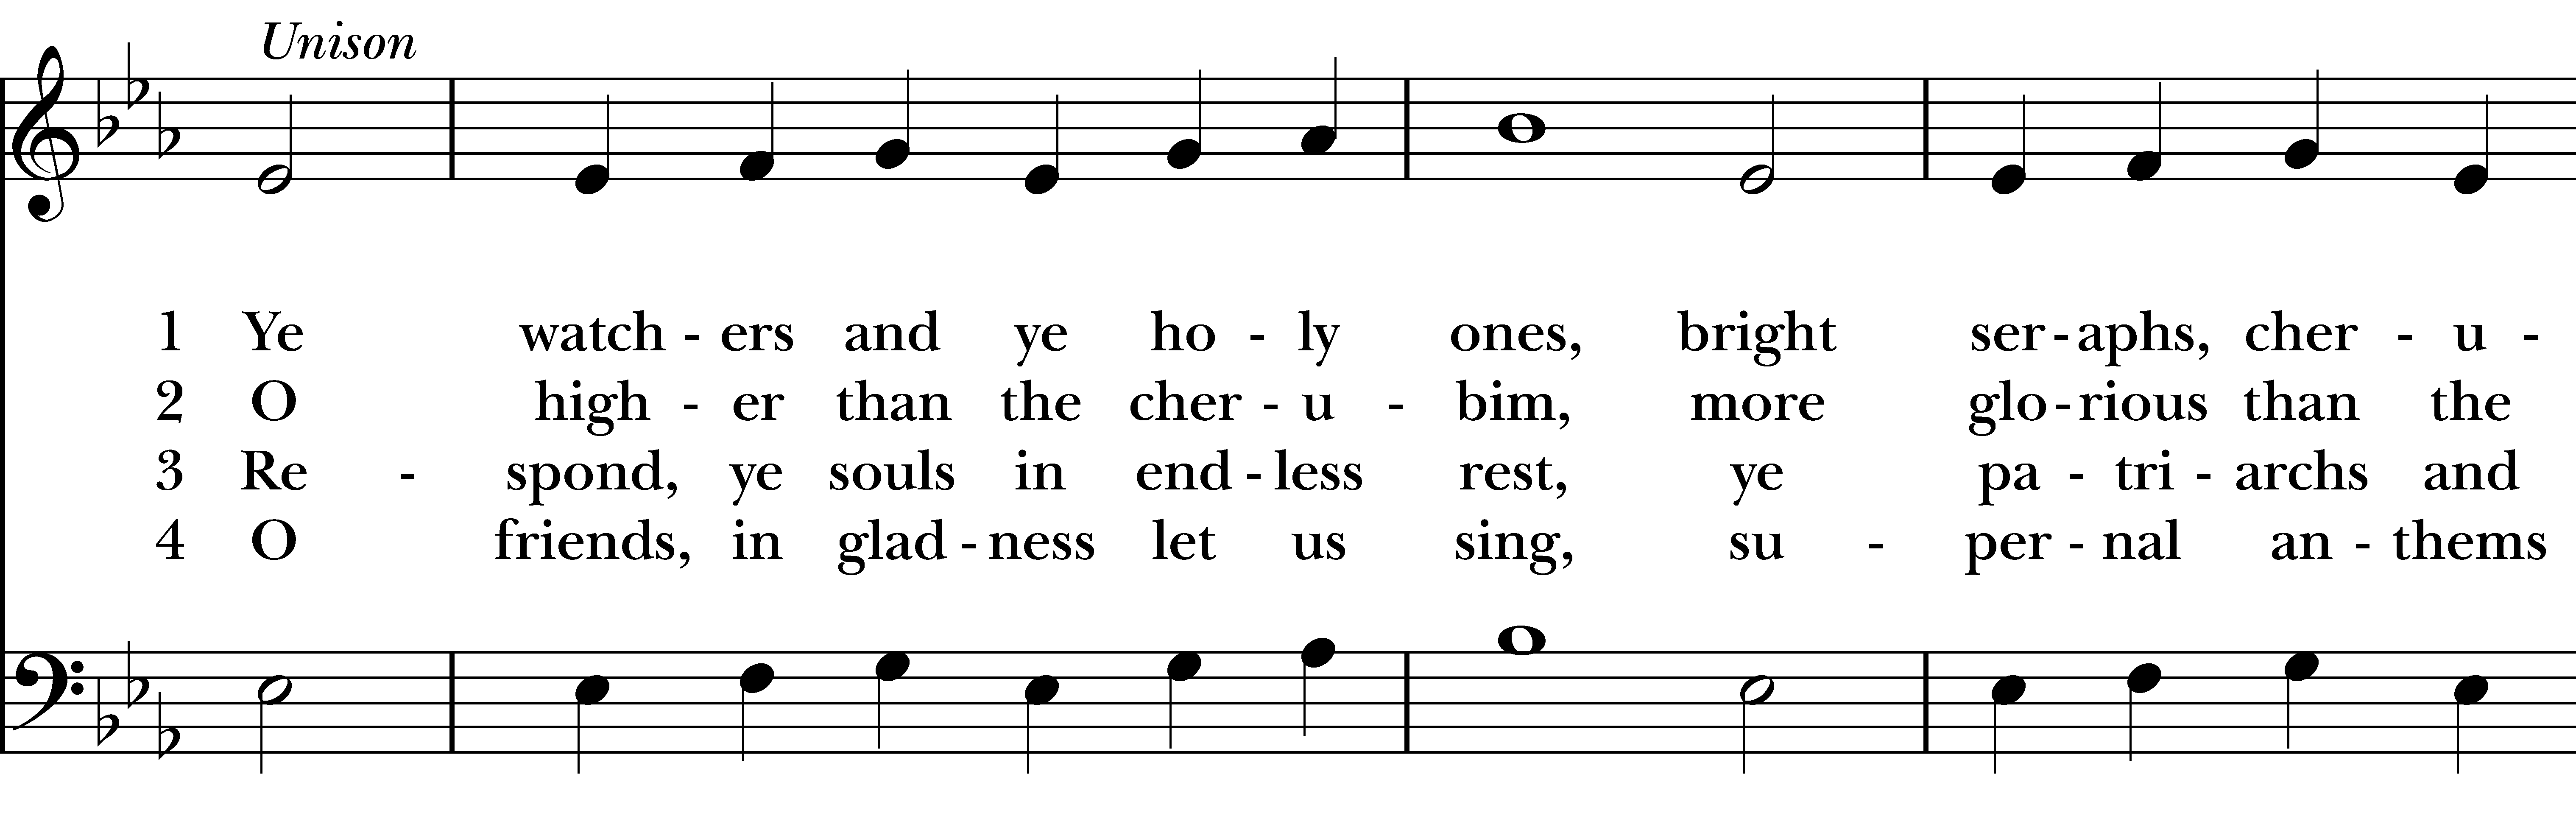 Unison
1 Ye watch - ers and ye ho - ly ones, bright ser - aphs, cher - u -
2 O high - er than the cher - u - bim, more glo - rious than the
3 Re - spond, ye souls in end - less rest, ye pa - tri - archs and
4 O friends, in glad - ness let us sing, su - per - nal an - thems